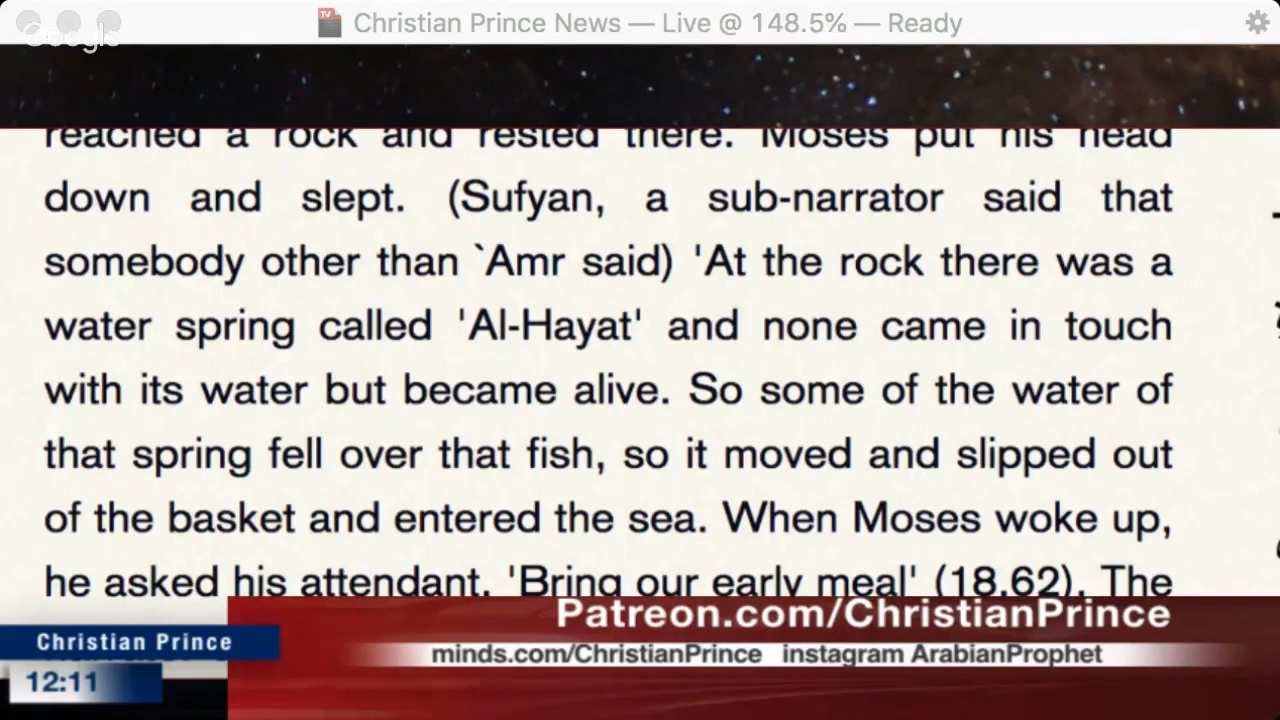 Christian Prince News — Live @ 148.5% — Ready
Google
reached a rock and rested there. Moses put his head
down and slept. (Sufyan, a sub-narrator said that
somebody other than `Amr said) 'At the rock there was a
water spring called 'Al-Hayat' and none came in touch
with its water but became alive. So some of the water of
that spring fell over that fish, so it moved and slipped out
of the basket and entered the sea. When Moses woke up,
he asked his attendant, 'Bring our early meal' (18.62). The
Patreon.com/ChristianPrince
Christian Prince
minds.com/ChristianPrince instagram ArabianProphet
12:11